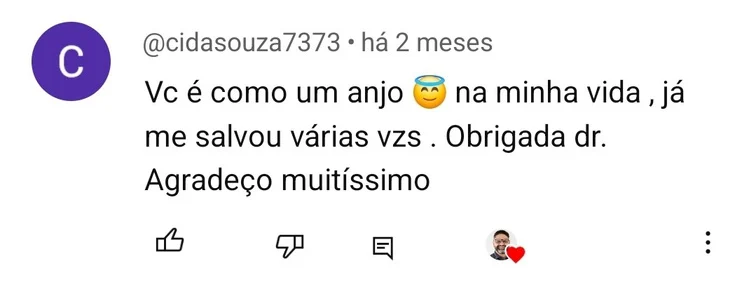 C
@cidasouza7373 • há 2 meses
Vc é como um anjo 😇 na minha vida , já
me salvou várias vzs . Obrigada dr.
Agradeço muitíssimo